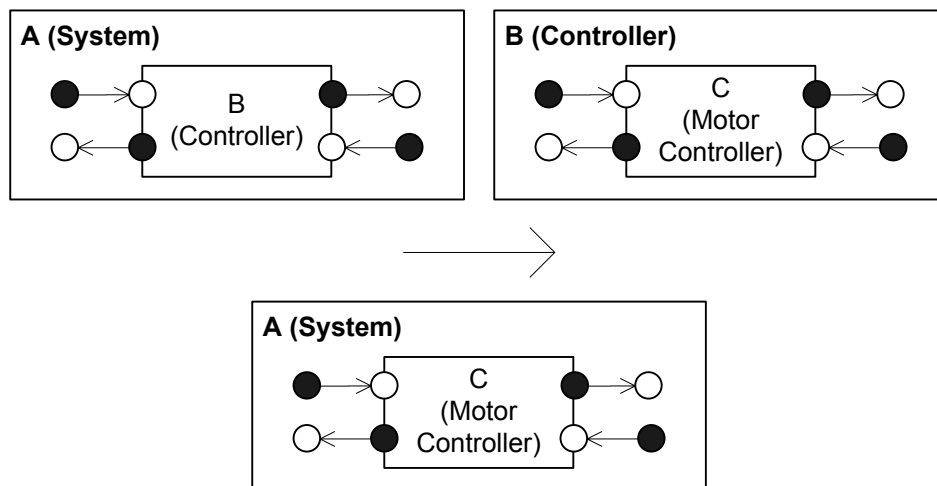 A (System)
B
(Controller)
B (Controller)
C
(Motor
Controller)
A (System)
C
(Motor
Controller)